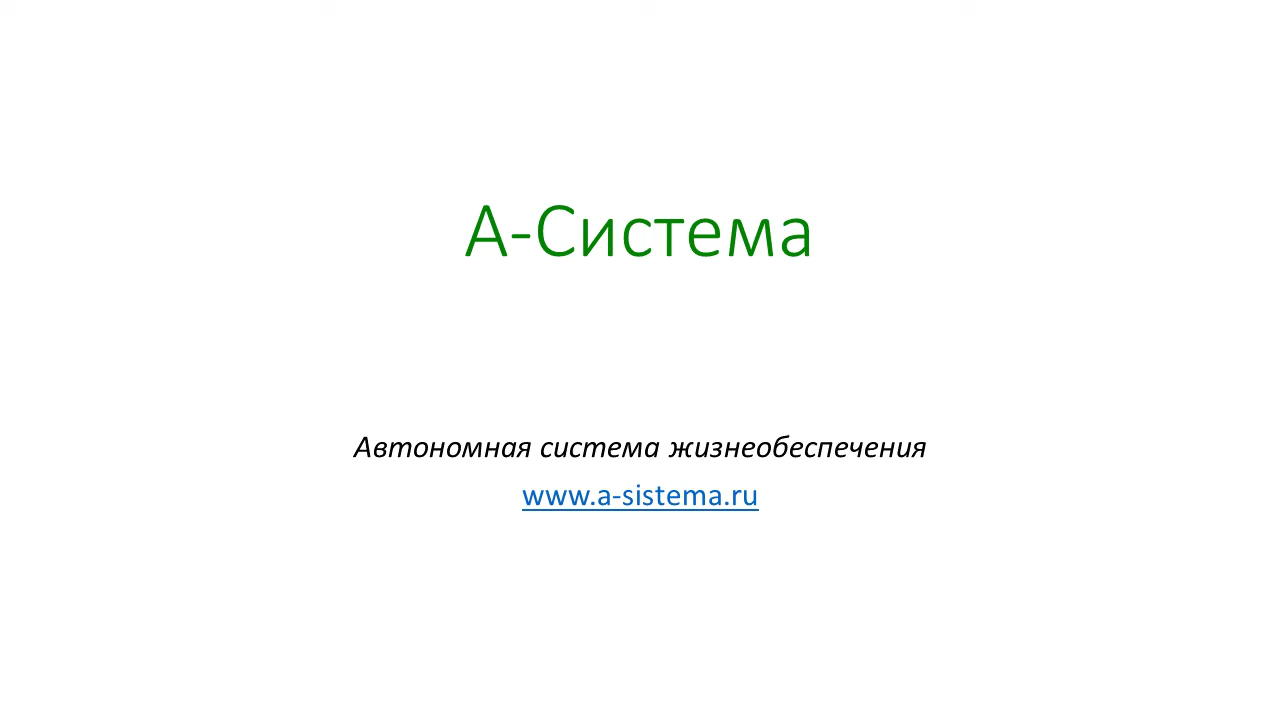 А-Система
Автономная система жизнеобеспечения
www.a-sistema.ru